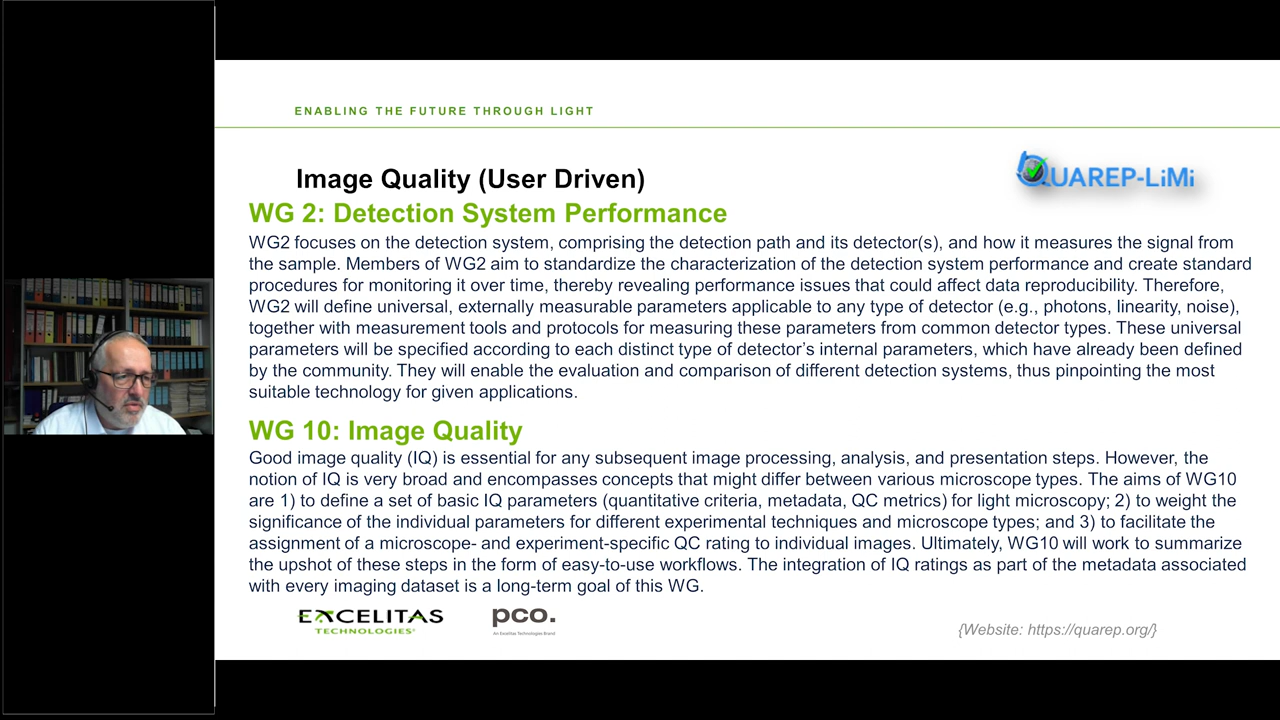 ENABLING THE FUTURE THROUGH LIGHT
Image Quality (User Driven)
QUAREP-LiMi
WG 2: Detection System Performance
WG2 focuses on the detection system, comprising the detection path and its detector(s), and how it measures the signal from
the sample. Members of WG2 aim to standardize the characterization of the detection system performance and create standard
procedures for monitoring it over time, thereby revealing performance issues that could affect data reproducibility. Therefore,
WG2 will define universal, externally measurable parameters applicable to any type of detector (e.g., photons, linearity, noise),
together with measurement tools and protocols for measuring these parameters from common detector types. These universal
parameters will be specified according to each distinct type of detector’s internal parameters, which have already been defined
by the community. They will enable the evaluation and comparison of different detection systems, thus pinpointing the most
suitable technology for given applications.
WG 10: Image Quality
Good image quality (IQ) is essential for any subsequent image processing, analysis, and presentation steps. However, the
notion of IQ is very broad and encompasses concepts that might differ between various microscope types. The aims of WG10
are 1) to define a set of basic IQ parameters (quantitative criteria, metadata, QC metrics) for light microscopy; 2) to weight the
significance of the individual parameters for different experimental techniques and microscope types; and 3) to facilitate the
assignment of a microscope- and experiment-specific QC rating to individual images. Ultimately, WG10 will work to summarize
the upshot of these steps in the form of easy-to-use workflows. The integration of IQ ratings as part of the metadata associated
with every imaging dataset is a long-term goal of this WG.
EXCELITAS
TECHNOLOGIES®
pco.
An Excelitas Technologies Brand
{Website: https://quarep.org/}